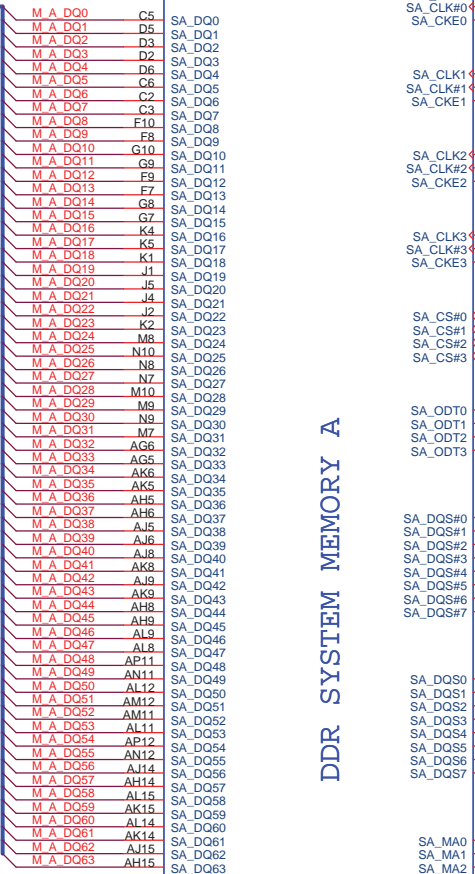 M_A_DQ0 C5 SA_DQ0
M_A_DQ1 D5 SA_DQ1
M_A_DQ2 D3 SA_DQ2
M_A_DQ3 D2 SA_DQ3
M_A_DQ4 D6 SA_DQ4
M_A_DQ5 C6 SA_DQ5
M_A_DQ6 C2 SA_DQ6
M_A_DQ7 C3 SA_DQ7
M_A_DQ8 F10 SA_DQ8
M_A_DQ9 F8 SA_DQ9
M_A_DQ10 G10 SA_DQ10
M_A_DQ11 G9 SA_DQ11
M_A_DQ12 F9 SA_DQ12
M_A_DQ13 F7 SA_DQ13
M_A_DQ14 G8 SA_DQ14
M_A_DQ15 G7 SA_DQ15
M_A_DQ16 K4 SA_DQ16
M_A_DQ17 K5 SA_DQ17
M_A_DQ18 K1 SA_DQ18
M_A_DQ19 J1 SA_DQ19
M_A_DQ20 J5 SA_DQ20
M_A_DQ21 J4 SA_DQ21
M_A_DQ22 J2 SA_DQ22
M_A_DQ23 K2 SA_DQ23
M_A_DQ24 M8 SA_DQ24
M_A_DQ25 N10 SA_DQ25
M_A_DQ26 N8 SA_DQ26
M_A_DQ27 N7 SA_DQ27
M_A_DQ28 M10 SA_DQ28
M_A_DQ29 M9 SA_DQ29
M_A_DQ30 N9 SA_DQ30
M_A_DQ31 M7 SA_DQ31
M_A_DQ32 AG6 SA_DQ32
M_A_DQ33 AG5 SA_DQ33
M_A_DQ34 AK6 SA_DQ34
M_A_DQ35 AK5 SA_DQ35
M_A_DQ36 AH5 SA_DQ36
M_A_DQ37 AH6 SA_DQ37
M_A_DQ38 AJ5 SA_DQ38
M_A_DQ39 AJ6 SA_DQ39
M_A_DQ40 AJ8 SA_DQ40
M_A_DQ41 AK8 SA_DQ41
M_A_DQ42 AJ9 SA_DQ42
M_A_DQ43 AK9 SA_DQ43
M_A_DQ44 AH8 SA_DQ44
M_A_DQ45 AH9 SA_DQ45
M_A_DQ46 AL9 SA_DQ46
M_A_DQ47 AL8 SA_DQ47
M_A_DQ48 AP11 SA_DQ48
M_A_DQ49 AN11 SA_DQ49
M_A_DQ50 AL12 SA_DQ50
M_A_DQ51 AM12 SA_DQ51
M_A_DQ52 AM11 SA_DQ52
M_A_DQ53 AL11 SA_DQ53
M_A_DQ54 AP12 SA_DQ54
M_A_DQ55 AN12 SA_DQ55
M_A_DQ56 AJ14 SA_DQ56
M_A_DQ57 AH14 SA_DQ57
M_A_DQ58 AL15 SA_DQ58
M_A_DQ59 AK15 SA_DQ59
M_A_DQ60 AL14 SA_DQ60
M_A_DQ61 AK14 SA_DQ61
M_A_DQ62 AJ15 SA_DQ62
M_A_DQ63 AH15 SA_DQ63
DDR SYSTEM MEMORY A
SA_CLK#0
SA_CKE0
SA_CLK1
SA_CLK#1
SA_CKE1
SA_CLK2
SA_CLK#2
SA_CKE2
SA_CLK3
SA_CLK#3
SA_CKE3
SA_CS#0
SA_CS#1
SA_CS#2
SA_CS#3
SA_ODT0
SA_ODT1
SA_ODT2
SA_ODT3
SA_DQS#0
SA_DQS#1
SA_DQS#2
SA_DQS#3
SA_DQS#4
SA_DQS#5
SA_DQS#6
SA_DQS#7
SA_DQS0
SA_DQS1
SA_DQS2
SA_DQS3
SA_DQS4
SA_DQS5
SA_DQS6
SA_DQS7
SA_MA0
SA_MA1
SA_MA2